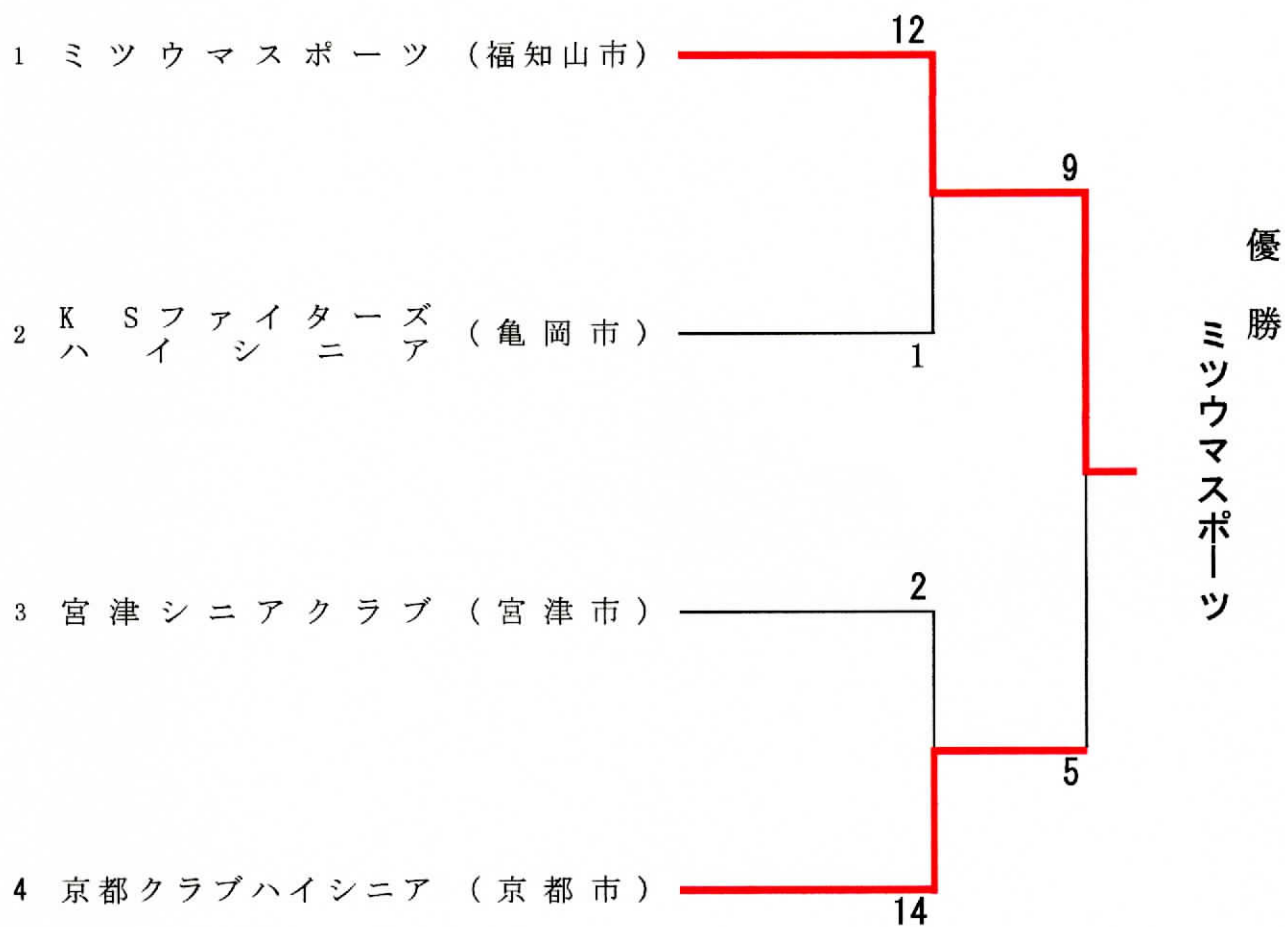 12
1 ミツウマスポーツ (福知山市)
9
優勝
ミツウマスポーツ
2 KSファイターズ
ハイシニア (亀岡市)
1
2
3 宮津シニアクラブ (宮津市)
5
4 京都クラブハイシニア (京都市)
14